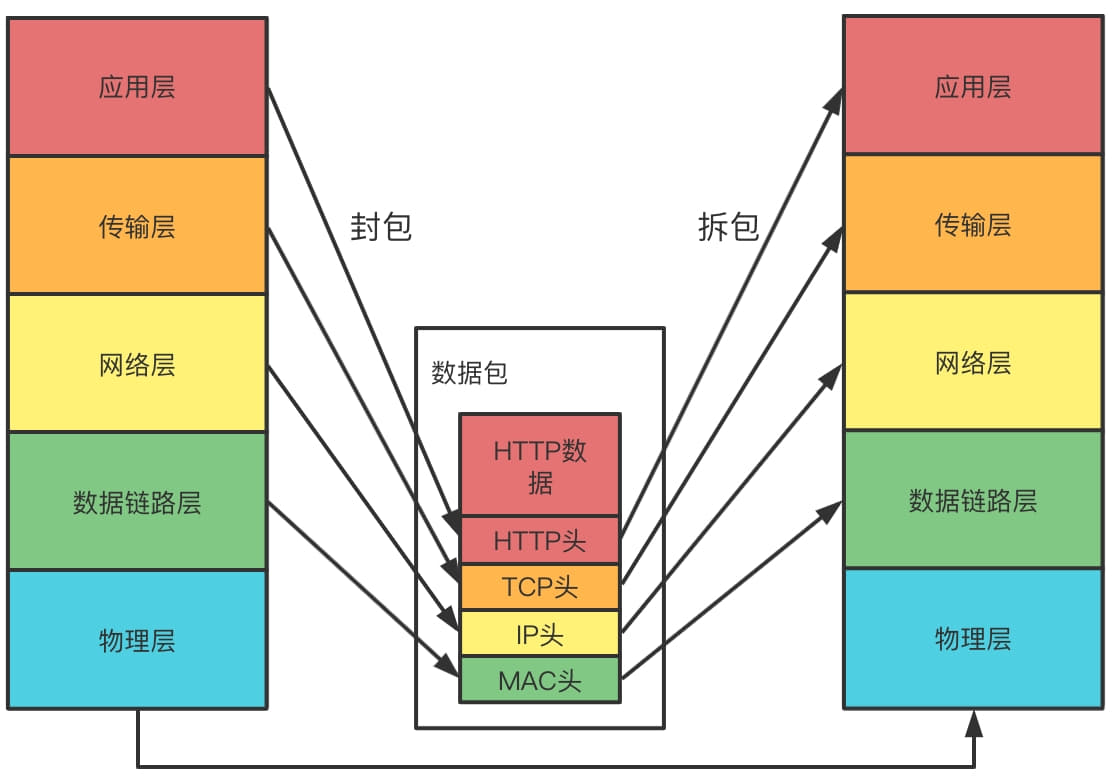 应用层
传输层
网络层
数据链路层
物理层
封包
数据包
HTTP数
据
HTTP头
TCP头
IP头
MAC头
拆包
应用层
传输层
网络层
数据链路层
物理层